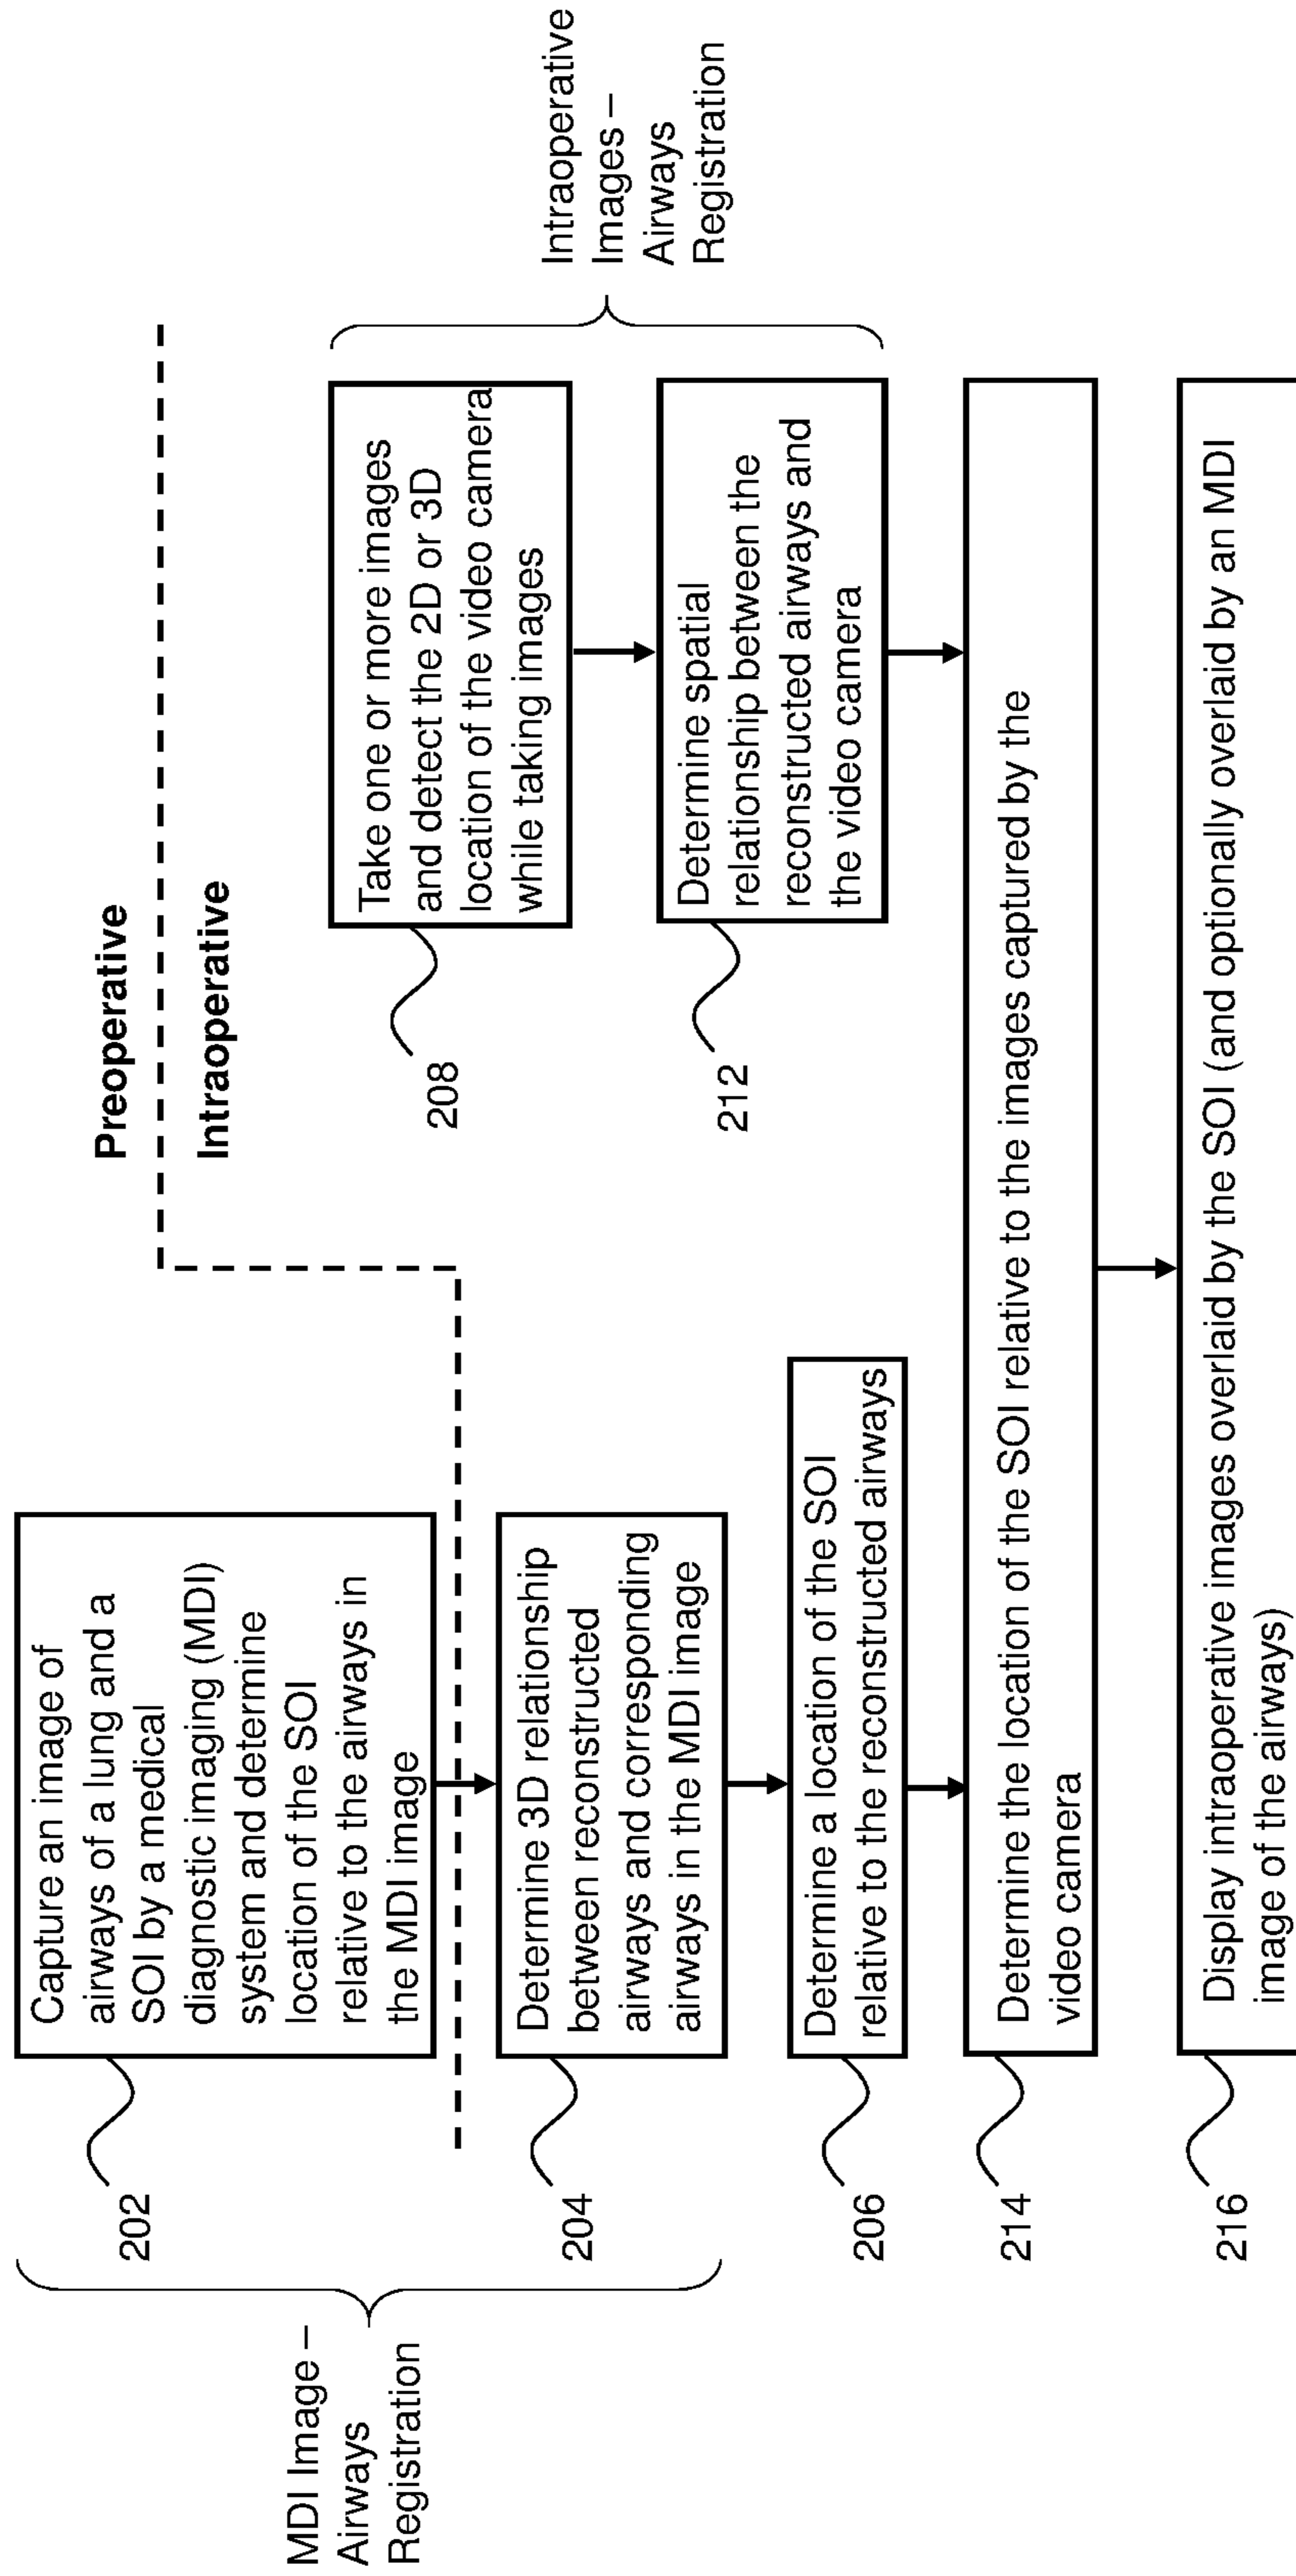 Preoperative
Intraoperative
MDI Image –
Airways
Registration
202
Capture an image of
airways of a lung and a
SOI by a medical
diagnostic imaging (MDI)
system and determine
location of the SOI
relative to the airways in
the MDI image
204
Determine 3D relationship
between reconstructed
airways and corresponding
airways in the MDI image
206
Determine a location of the SOI
relative to the reconstructed airways
208
Take one or more images
and detect the 2D or 3D
location of the video camera
while taking images
212
Determine spatial
relationship between the
reconstructed airways and
the video camera
Intraoperative
Images –
Airways
Registration
214
Determine the location of the SOI relative to the images captured by the
video camera
216
Display intraoperative images overlaid by the SOI (and optionally overlaid by an MDI
image of the airways)